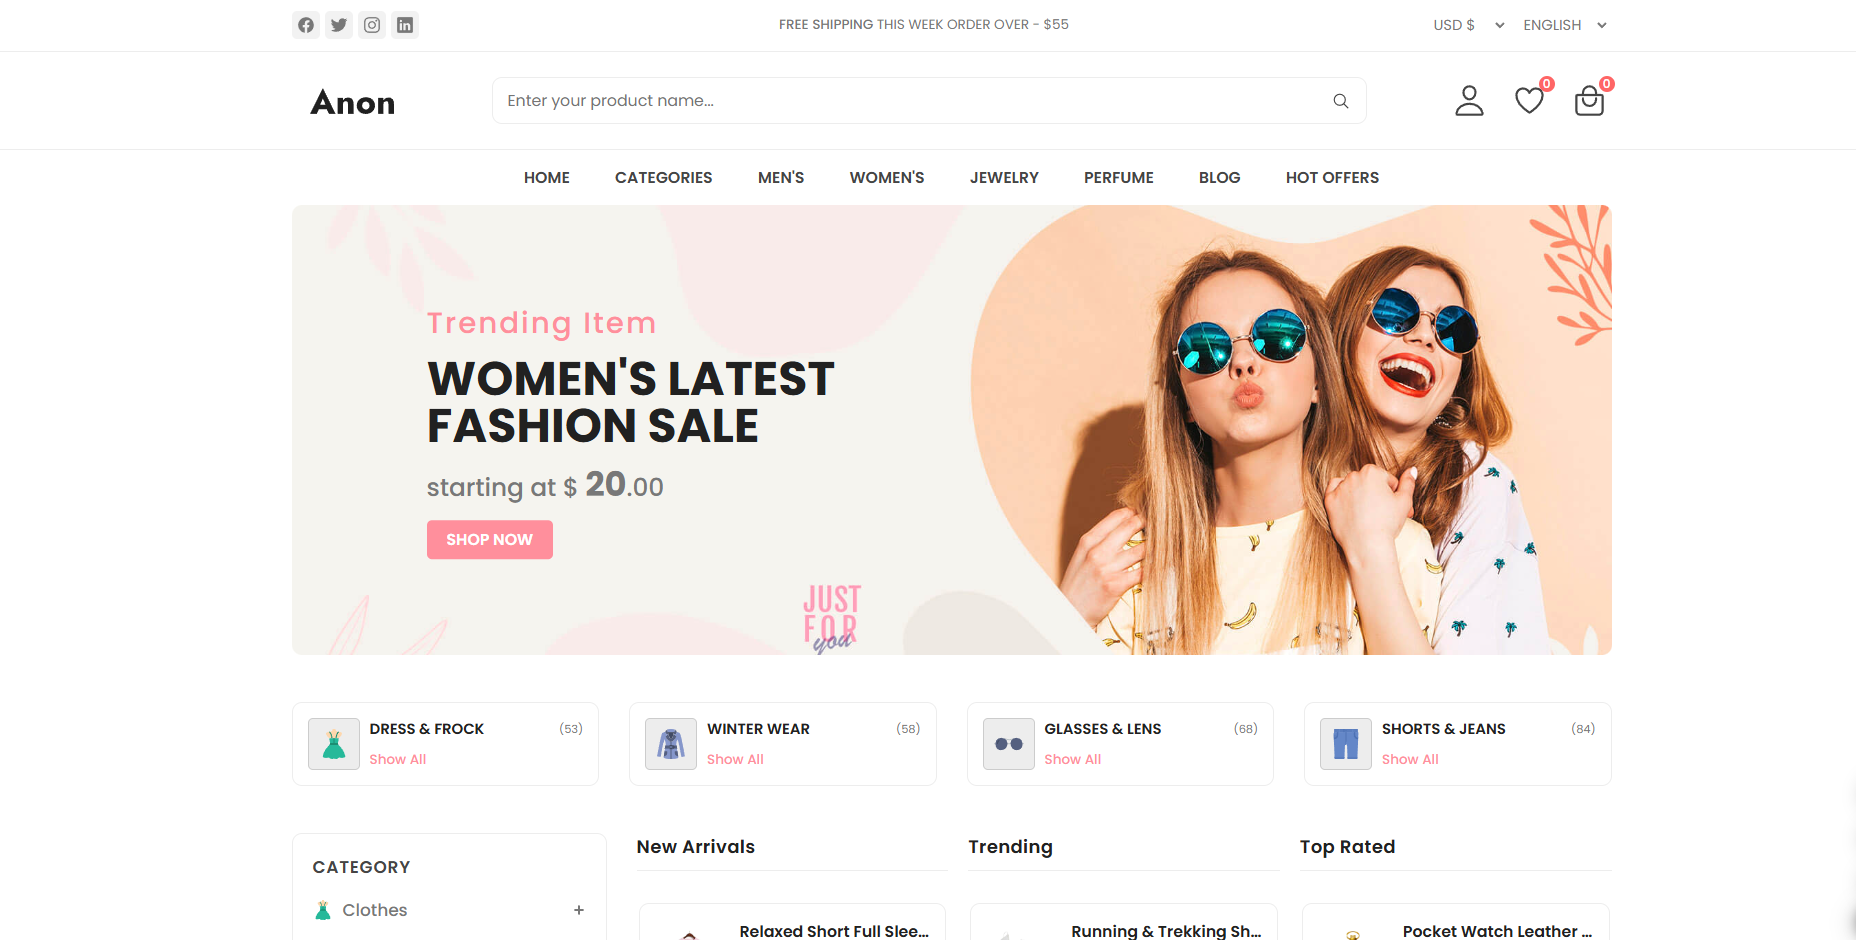 FREE SHIPPING THIS WEEK ORDER OVER - $55
USD $
ENGLISH
Anon
Enter your product name...
0
0
HOME
CATEGORIES
MEN'S
WOMEN'S
JEWELRY
PERFUME
BLOG
HOT OFFERS
Trending Item
WOMEN'S LATEST
FASHION SALE
starting at $ 20.00
SHOP NOW
JUST
FOR
you
DRESS & FROCK
(53)
Show All
WINTER WEAR
(58)
Show All
GLASSES & LENS
(68)
Show All
SHORTS & JEANS
(84)
Show All
CATEGORY
Clothes
+
New Arrivals
Relaxed Short Full Slee...
Trending
Running & Trekking Sh...
Top Rated
Pocket Watch Leather ...